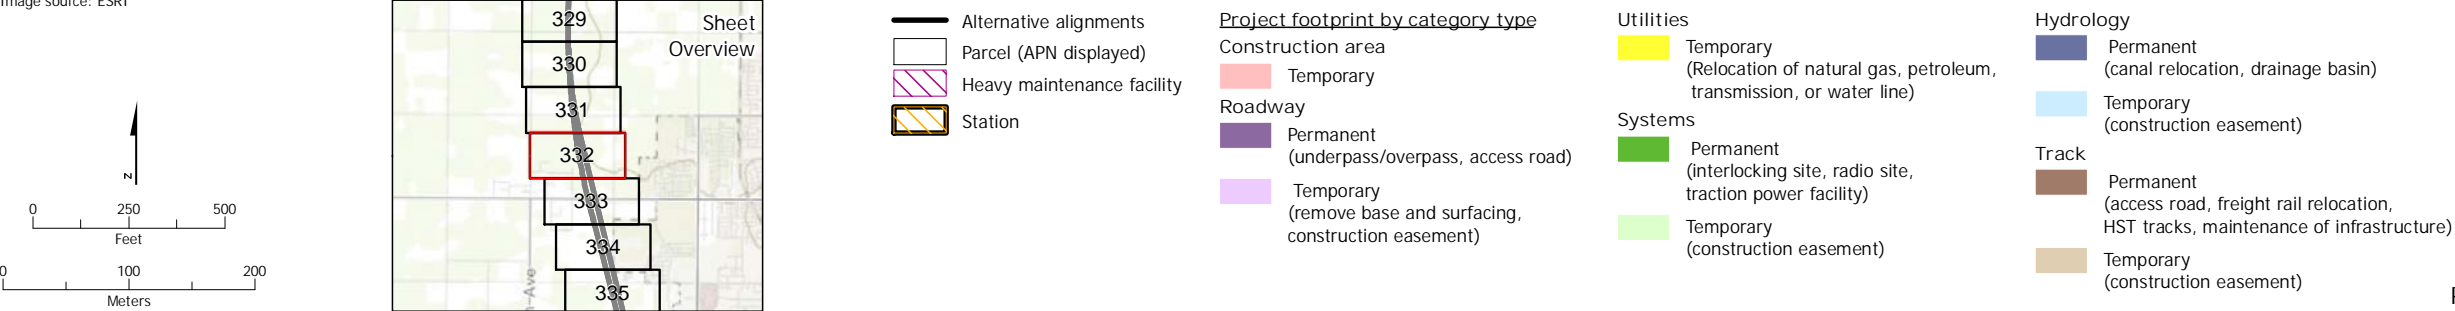 Image source: ESRI
N
0 250 500
Feet
0 100 200
Meters
Sheet
Overview
329
330
331
332
333
334
335
n-Ave
Alternative alignments
Parcel (APN displayed)
Heavy maintenance facility
Station
Project footprint by category type
Construction area
Temporary
Roadway
Permanent
(underpass/overpass, access road)
Temporary
(remove base and surfacing,
construction easement)
Utilities
Temporary
(Relocation of natural gas, petroleum,
transmission, or water line)
Systems
Permanent
(interlocking site, radio site,
traction power facility)
Temporary
(construction easement)
Hydrology
Permanent
(canal relocation, drainage basin)
Temporary
(construction easement)
Track
Permanent
(access road, freight rail relocation,
HST tracks, maintenance of infrastructure)
Temporary
(construction easement)